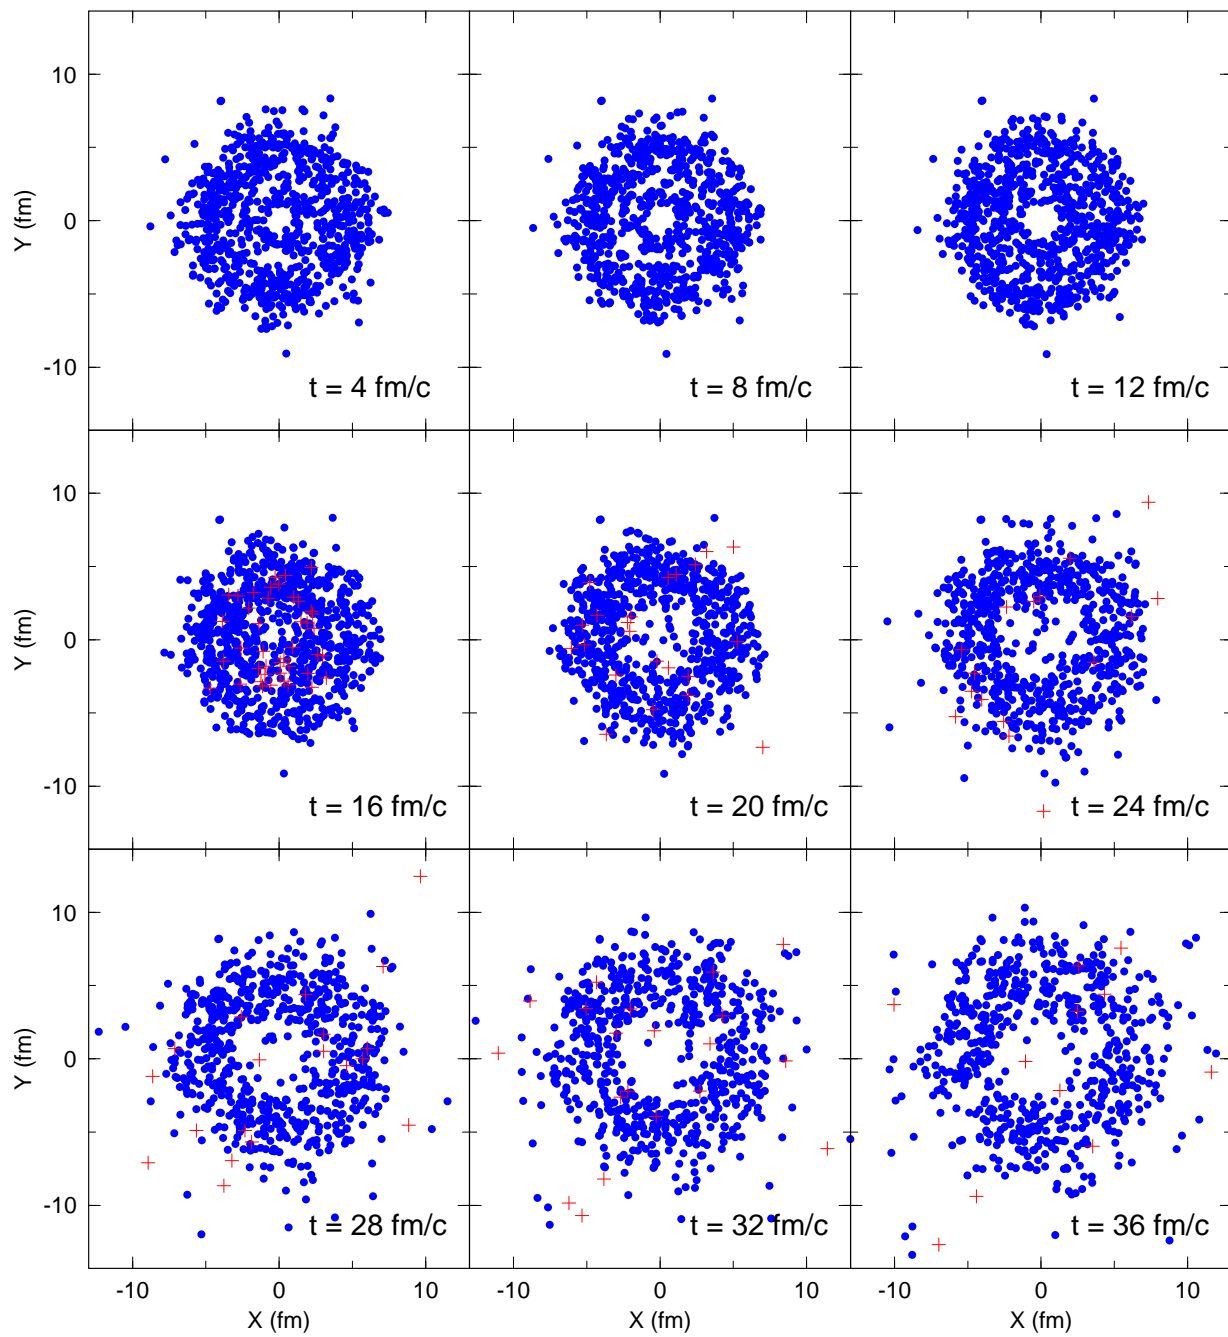 10
Y (fm)
0
-10
t = 4 fm/c
t = 8 fm/c
t = 12 fm/c
10
Y (fm)
0
-10
t = 16 fm/c
t = 20 fm/c
t = 24 fm/c
10
Y (fm)
0
-10
t = 28 fm/c
t = 32 fm/c
t = 36 fm/c
-10 0 10 -10 0 10 -10 0 10
X (fm) X (fm) X (fm)